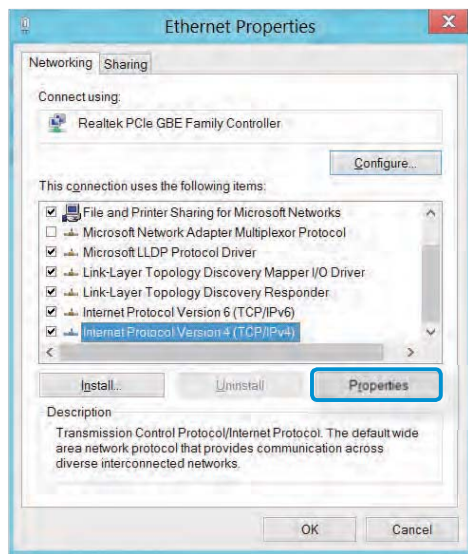 Ethernet Properties
X
Networking Sharing
Connect using:
Realtek PCIe GBE Family Controller
Configure...
This connection uses the following items:
File and Printer Sharing for Microsoft Networks
Microsoft Network Adapter Multiplexor Protocol
Microsoft LLDP Protocol Driver
Link-Layer Topology Discovery Mapper I/O Driver
Link-Layer Topology Discovery Responder
Internet Protocol Version 6 (TCP/IPv6)
Internet Protocol Version 4 (TCP/IPv4)
Install... Uninstall Properties
Description
Transmission Control Protocol/Internet Protocol. The default wide
area network protocol that provides communication across
diverse interconnected networks.
OK Cancel